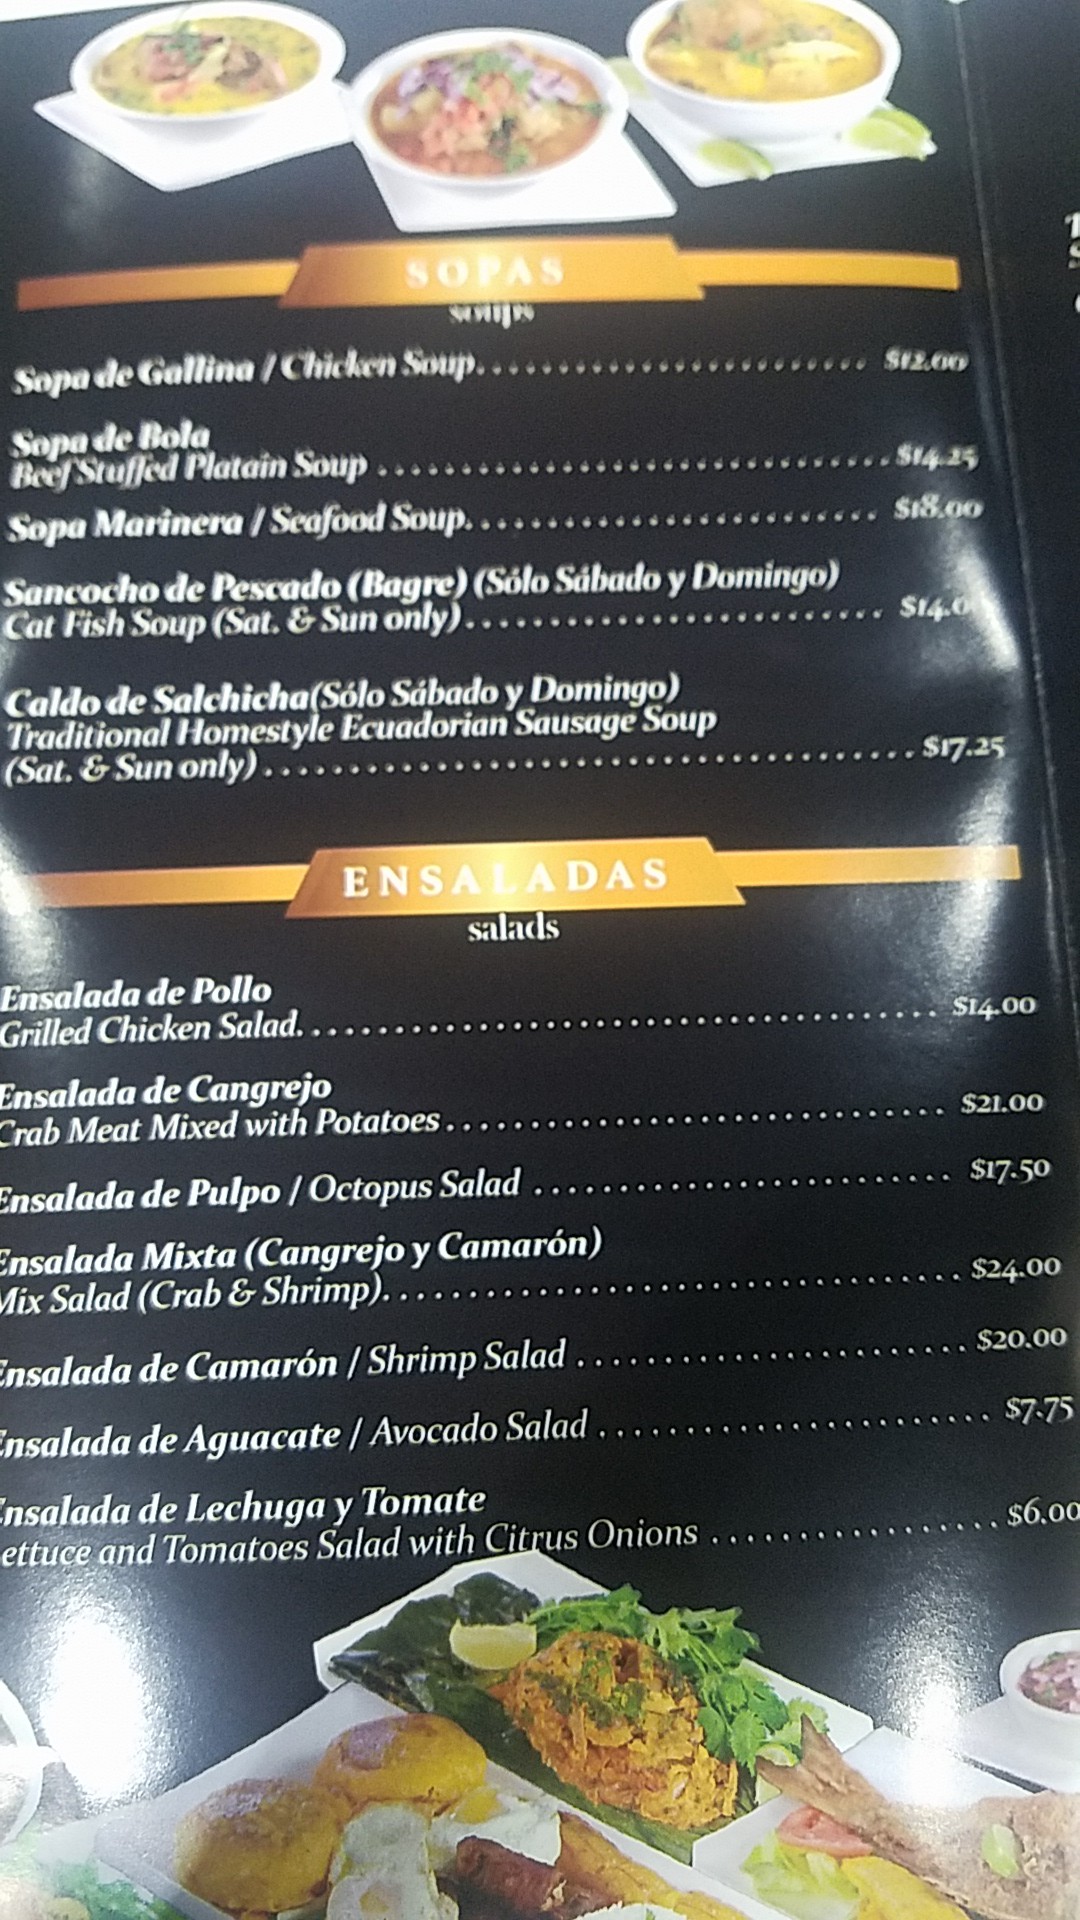 SOPAS
soups
Sopa de Gallina / Chicken Soup........................ $12.00
Sopa de Bola
Beef Stuffed Platain Soup ............................... $14.25
Sopa Marinera / Seafood Soup......................... $18.00
Sancocho de Pescado (Bagre) (Sólo Sábado y Domingo)
Cat Fish Soup (Sat. & Sun only)......................... $14.0
Caldo de Salchicha(Sólo Sábado y Domingo)
Traditional Homestyle Ecuadorian Sausage Soup
(Sat. & Sun only) ...................................... $17.25
ENSALADAS
salads
Ensalada de Pollo
Grilled Chicken Salad...................................... $14.00
Ensalada de Cangrejo
Crab Meat Mixed with Potatoes .............................. $21.00
Ensalada de Pulpo / Octopus Salad ......................... $17.50
Ensalada Mixta (Cangrejo y Camarón)
Mix Salad (Crab & Shrimp)................................... $24.00
Ensalada de Camarón / Shrimp Salad ........................ $20.00
Ensalada de Aguacate / Avocado Salad ....................... $7.75
Ensalada de Lechuga y Tomate
ettuce and Tomatoes Salad with Citrus Onions ................. $6.00